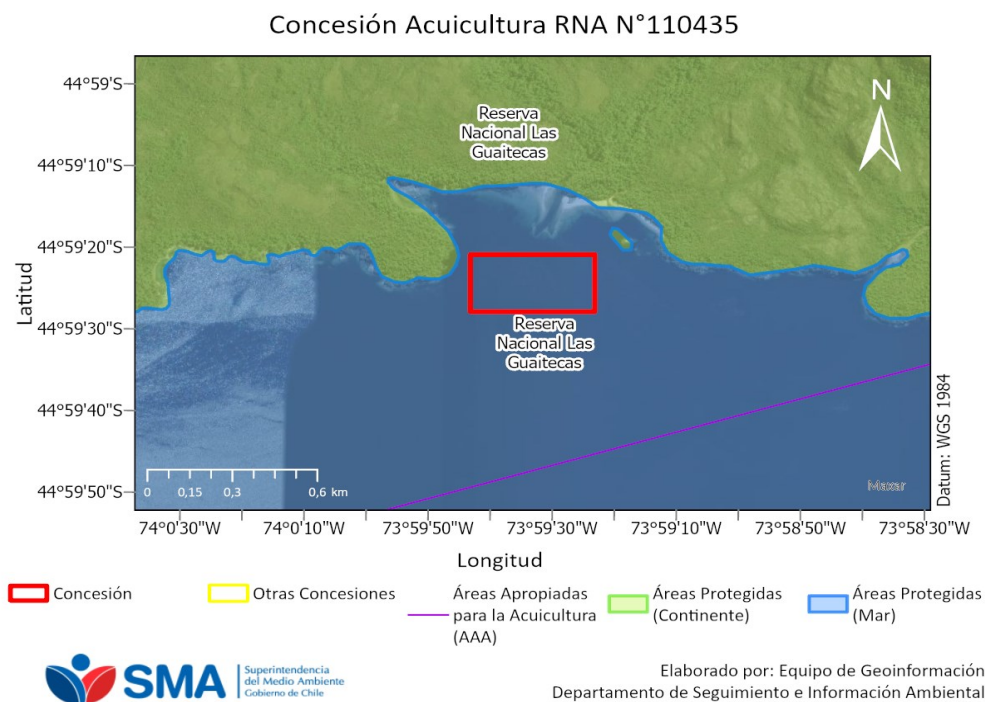 Concesión Acuicultura RNA N°110435
44°59'S
44°59'10"S
44°59'20"S
44°59'30"S
44°59'40"S
44°59'50"S
Latitud
Reserva
Nacional Las
Guaitecas
N
Reserva
Nacional Las
Guaitecas
0 0,15 0,3 0,6 km
Maxar
Datum: WGS 1984
74°0'30"W 74°0'10"W 73°59'50"W 73°59'30"W 73°59'10"W 73°58'50"W 73°58'30"W
Longitud
Concesión
Otras Concesiones
Áreas Apropiadas
para la Acuicultura
(AAA)
Áreas Protegidas
(Continente)
Áreas Protegidas
(Mar)
SMA
Superintendencia
del Medio Ambiente
Gobierno de Chile
Elaborado por: Equipo de Geoinformación
Departamento de Seguimiento e Información Ambiental